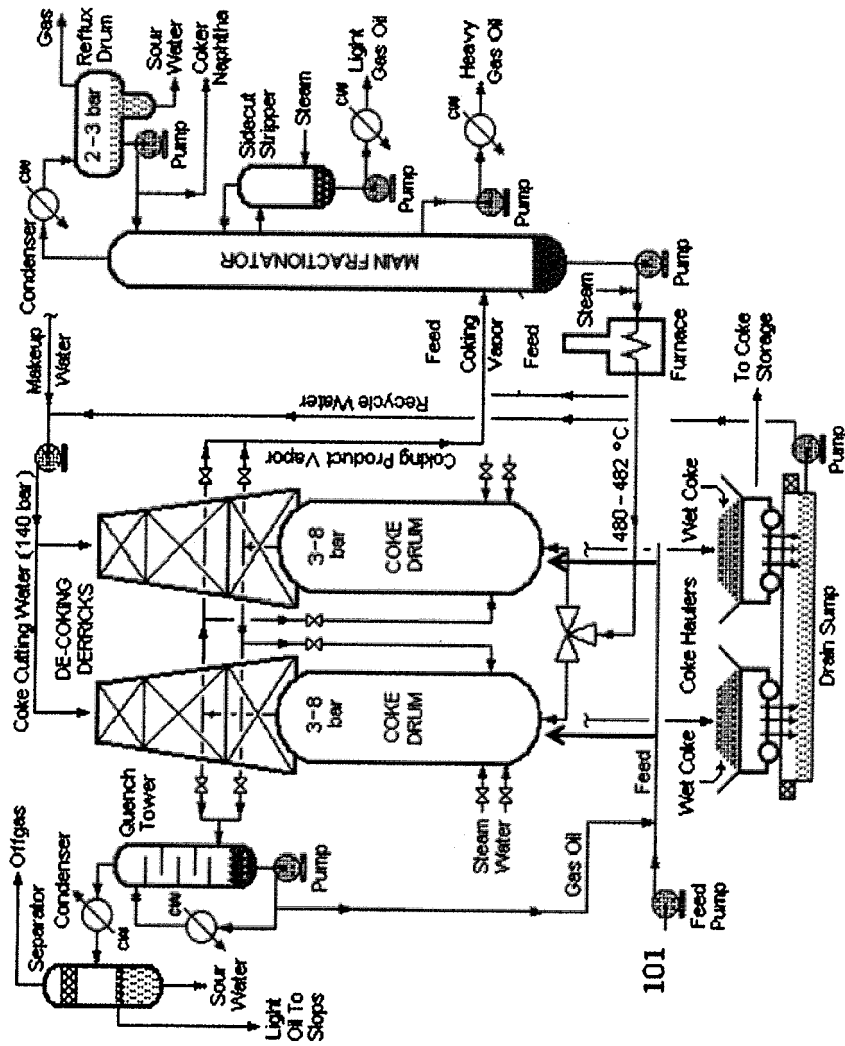 Gas
Reflux
Drum
2-3 bar
Sour
Water
Coker
Naphtha
Pump
Condenser
CW
Sidecut
Stripper
Steam
CW
Light
Gas Oil
Pump
CW
Heavy
Gas Oil
Pump
MAIN FRACTIONATOR
Pump
Steam
Furnace
Makeup
Water
Feed
Coking
Vapor
Feed
Recycle Water
Coking Product Vapor
480-482 °C
Coke Cutting Water (140 bar)
DE-COKING
DERRICKS
3-8
bar
COKE
DRUM
3-8
bar
COKE
DRUM
Quench
Tower
Pump
CW
Offgas
Separator
Condenser
CW
Sour
Water
Light
Oil To
Slops
Steam
Water
Gas Oil
Feed
101
Feed
Pump
Wet Coke
Coke Haulers
Wet Coke
To Coke
Storage
Pump
Drain Sump